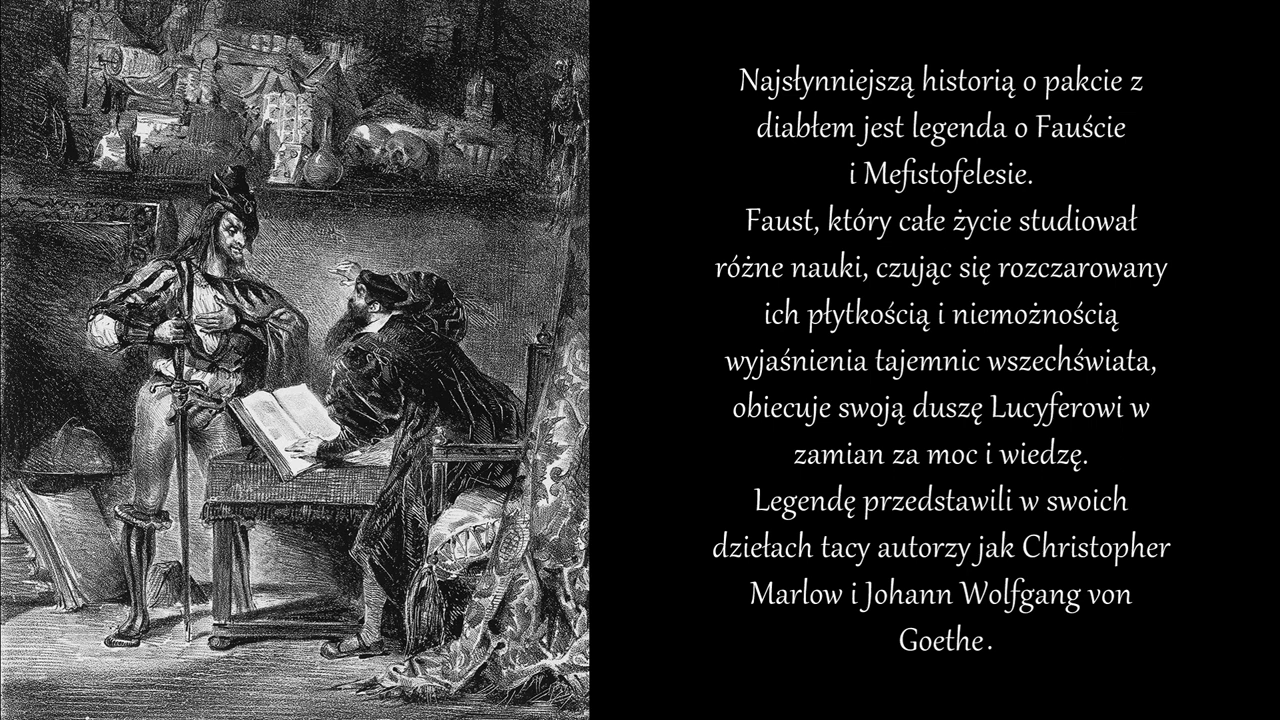 Najsłynniejszą historią o pakcie z
diabłem jest legenda o Fauście
i Mefistofelesie.
Faust, który całe życie studiował
różne nauki, czując się rozczarowany
ich płytkością i niemożnością
wyjaśnienia tajemnic wszechświata,
obiecuje swoją duszę Lucyferowi w
zamian za moc i wiedzę.
Legendę przedstawili w swoich
dziełach tacy autorzy jak Christopher
Marlow i Johann Wolfgang von
Goethe.